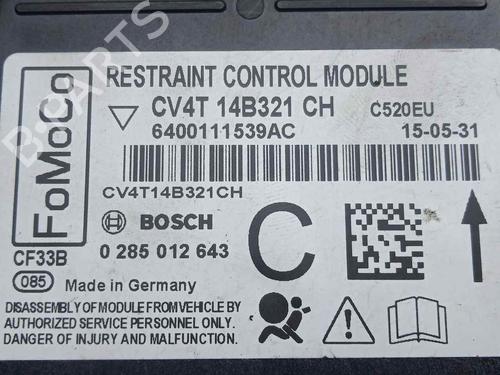 B-PARTS
FoMoCo
RESTRAINT CONTROL MODULE
CV4T 14B321 CH C520EU
6400111539AC 15-05-31
CV4T14B321CH
BOSCH
0 285 012 643
C
CF33B
085 Made in Germany
DISASSEMBLY OF MODULE FROM VEHICLE BY
AUTHORIZED SERVICE PERSONNEL ONLY.
DANGER OF INJURY AND MALFUNCTION.